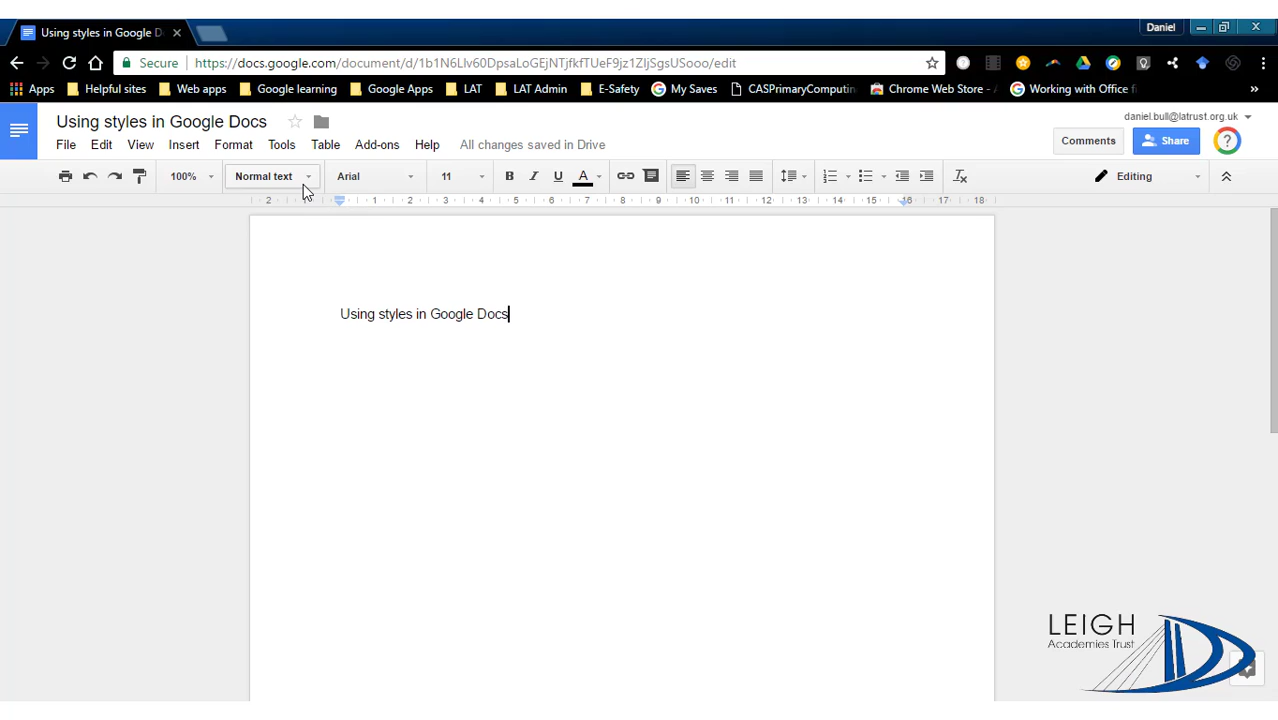 Using styles in Google D
Daniel
Secure
https://docs.google.com/document/d/1b1N6LIv60DpsaLoGEjNTjfkfTUeF9jz1ZIjSgsUSooo/edit
Apps Helpful sites Web apps Google learning Google Apps LAT LAT Admin E-Safety My Saves CASPrimaryComputin Chrome Web Store - Working with Office f »
Using styles in Google Docs
daniel.bull@latrust.org.uk
File Edit View Insert Format Tools Table Add-ons Help All changes saved in Drive
Comments Share
100% Normal text Arial 11 B I U A Editing
2 1 1 2 3 4 5 6 7 8 9 10 11 12 13 14 15 16 17 18
Using styles in Google Docs
LEIGH
Academies Trust